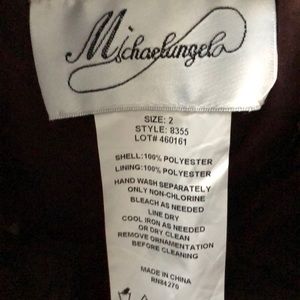 Michaelangelo
SIZE: 2
STYLE: 8355
LOT# 460161
SHELL: 100% POLYESTER
LINING: 100% POLYESTER
HAND WASH SEPARATELY
ONLY NON-CHLORINE
BLEACH AS NEEDED
LINE DRY
COOL IRON AS NEEDED
OR DRY CLEAN
REMOVE ORNAMENTATION
BEFORE CLEANING
MADE IN CHINA
RN84270